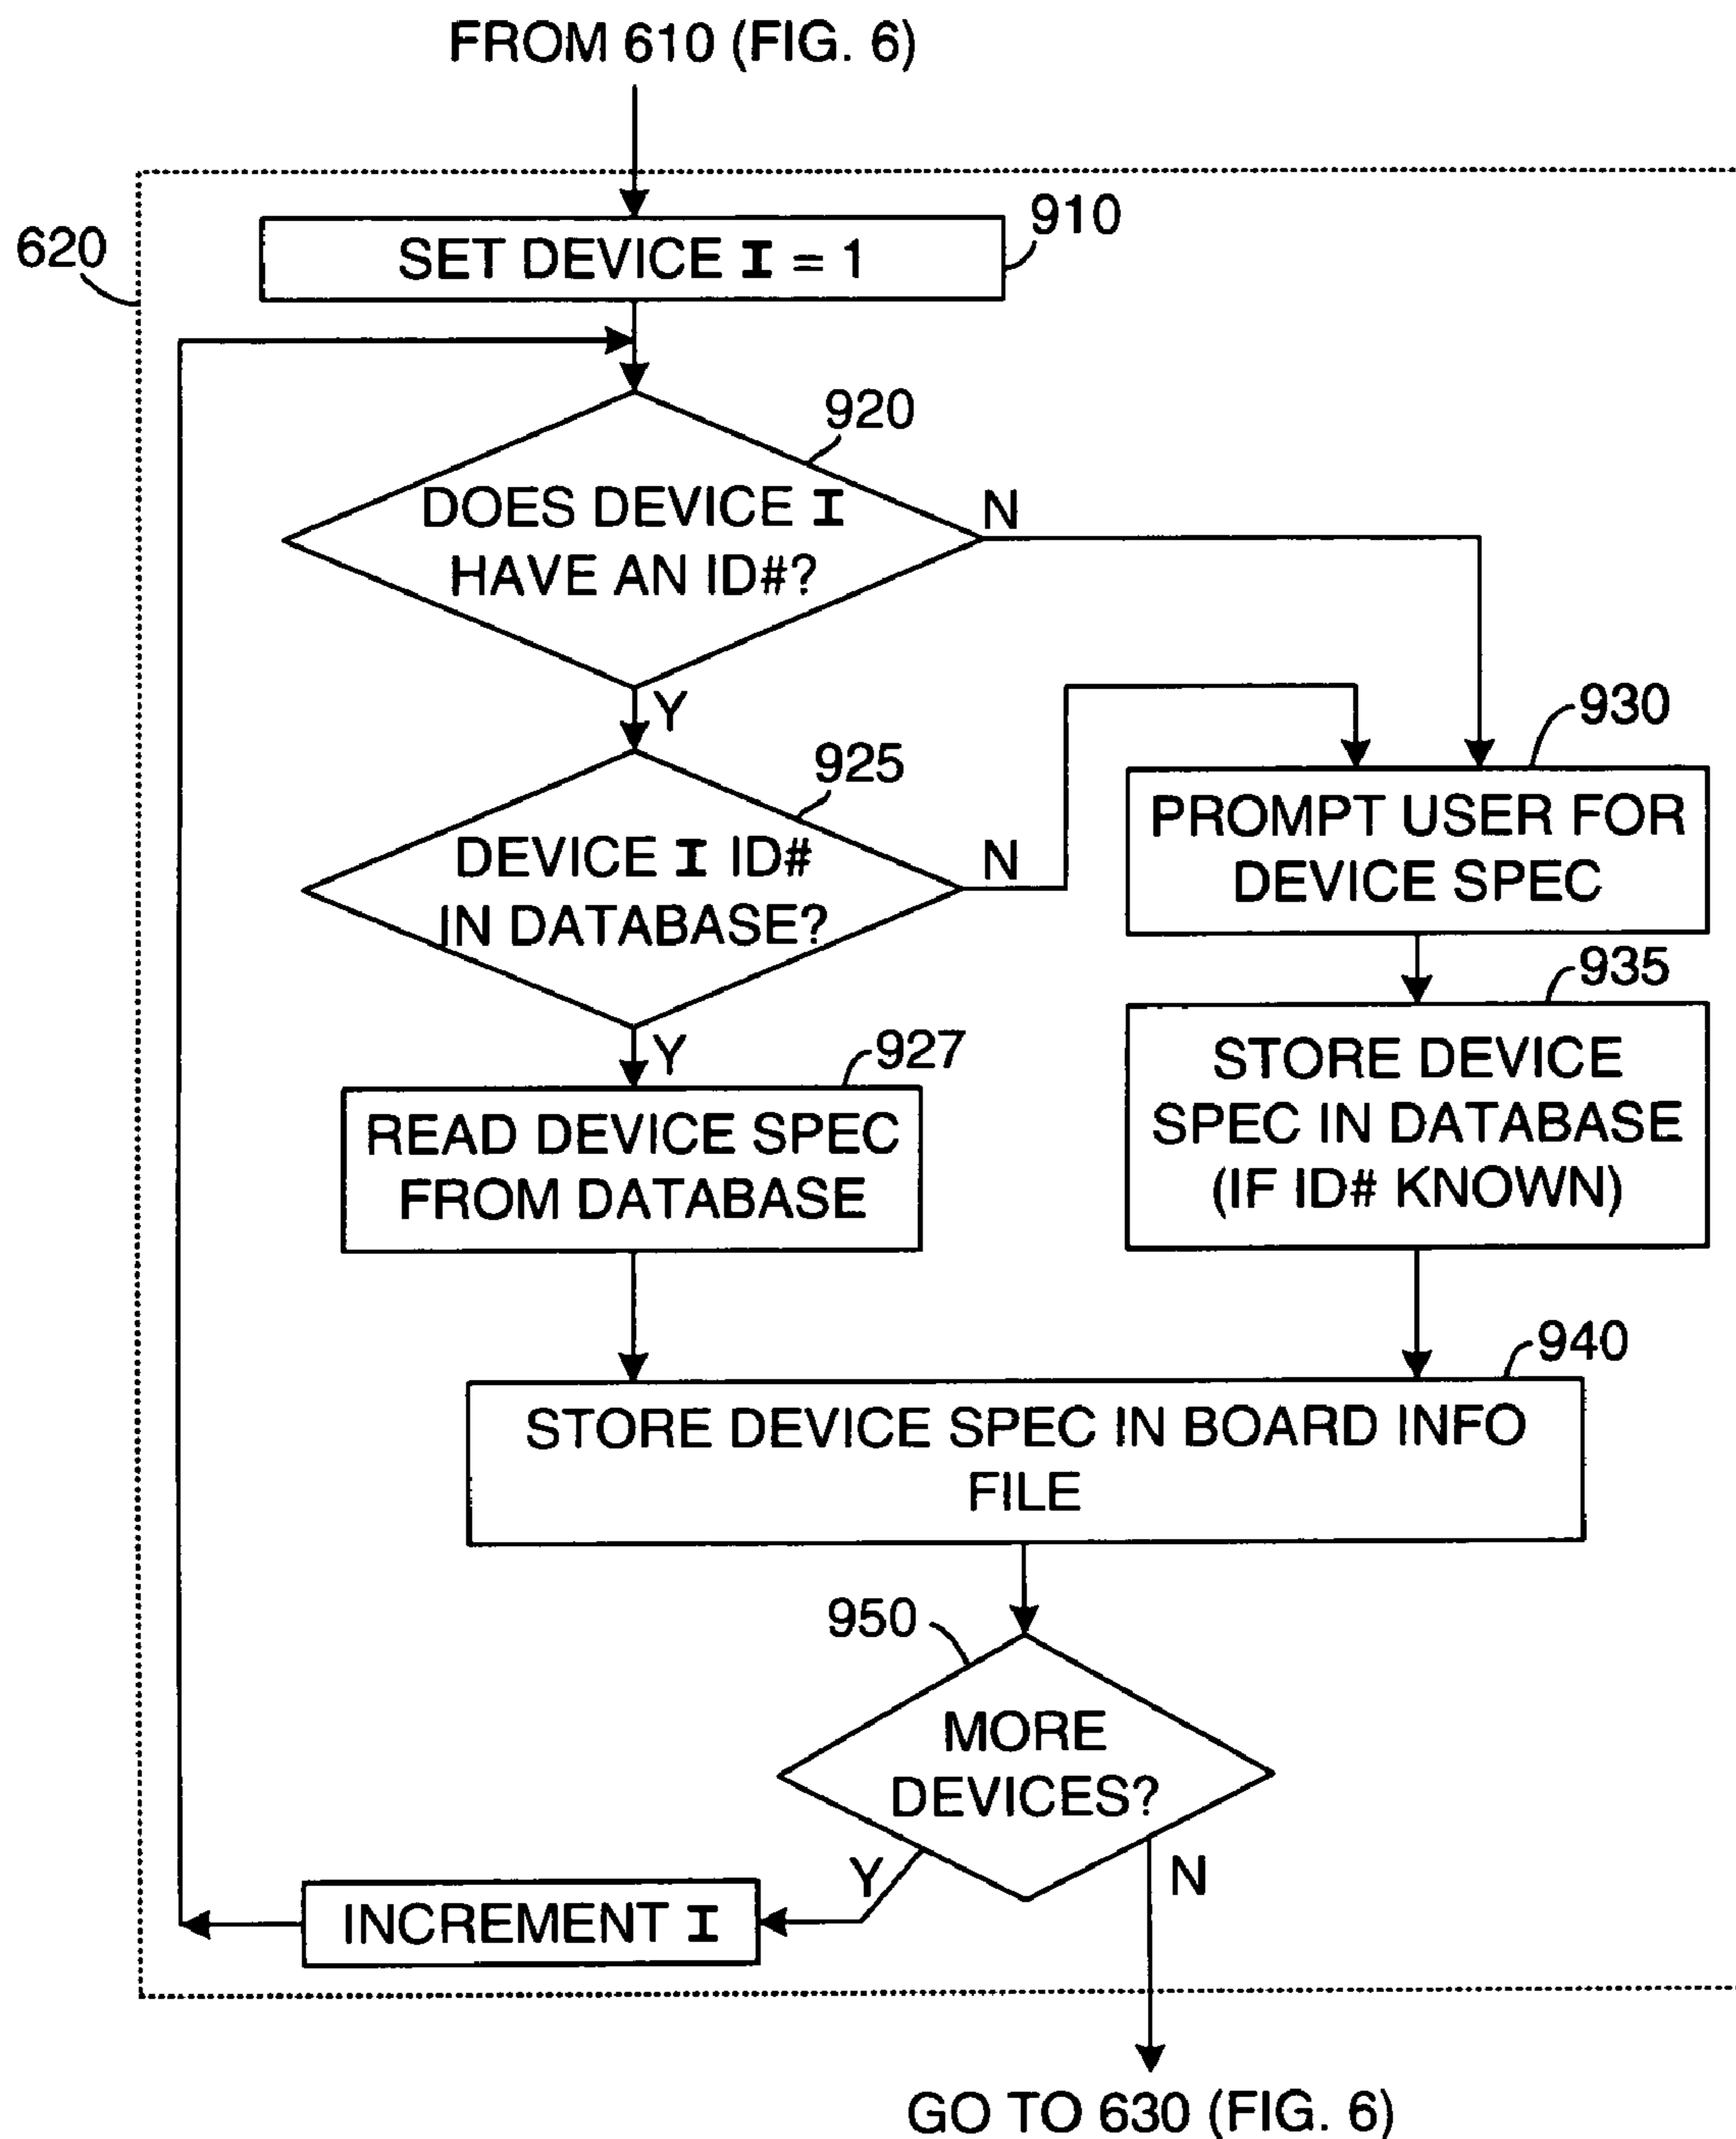 FROM 610 (FIG. 6)
620
SET DEVICE I = 1
910
920
DOES DEVICE I
HAVE AN ID#?
N
Y
925
DEVICE I ID#
IN DATABASE?
N
930
PROMPT USER FOR
DEVICE SPEC
Y
927
READ DEVICE SPEC
FROM DATABASE
935
STORE DEVICE
SPEC IN DATABASE
(IF ID# KNOWN)
940
STORE DEVICE SPEC IN BOARD INFO
FILE
950
MORE
DEVICES?
Y
N
INCREMENT I
GO TO 630 (FIG. 6)